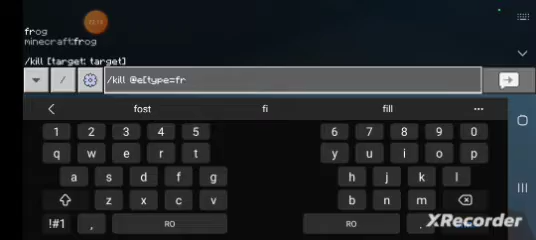 frog
minecraft:frog
/kill [target: target]
/ /kill @e[type=fr
fost fi fill ...
1 2 3 4 5 6 7 8 9 0
q w e r t y u i o p
a s d f g h j k l
z x c v b n m
!#1 , RO RO .
XRecorder